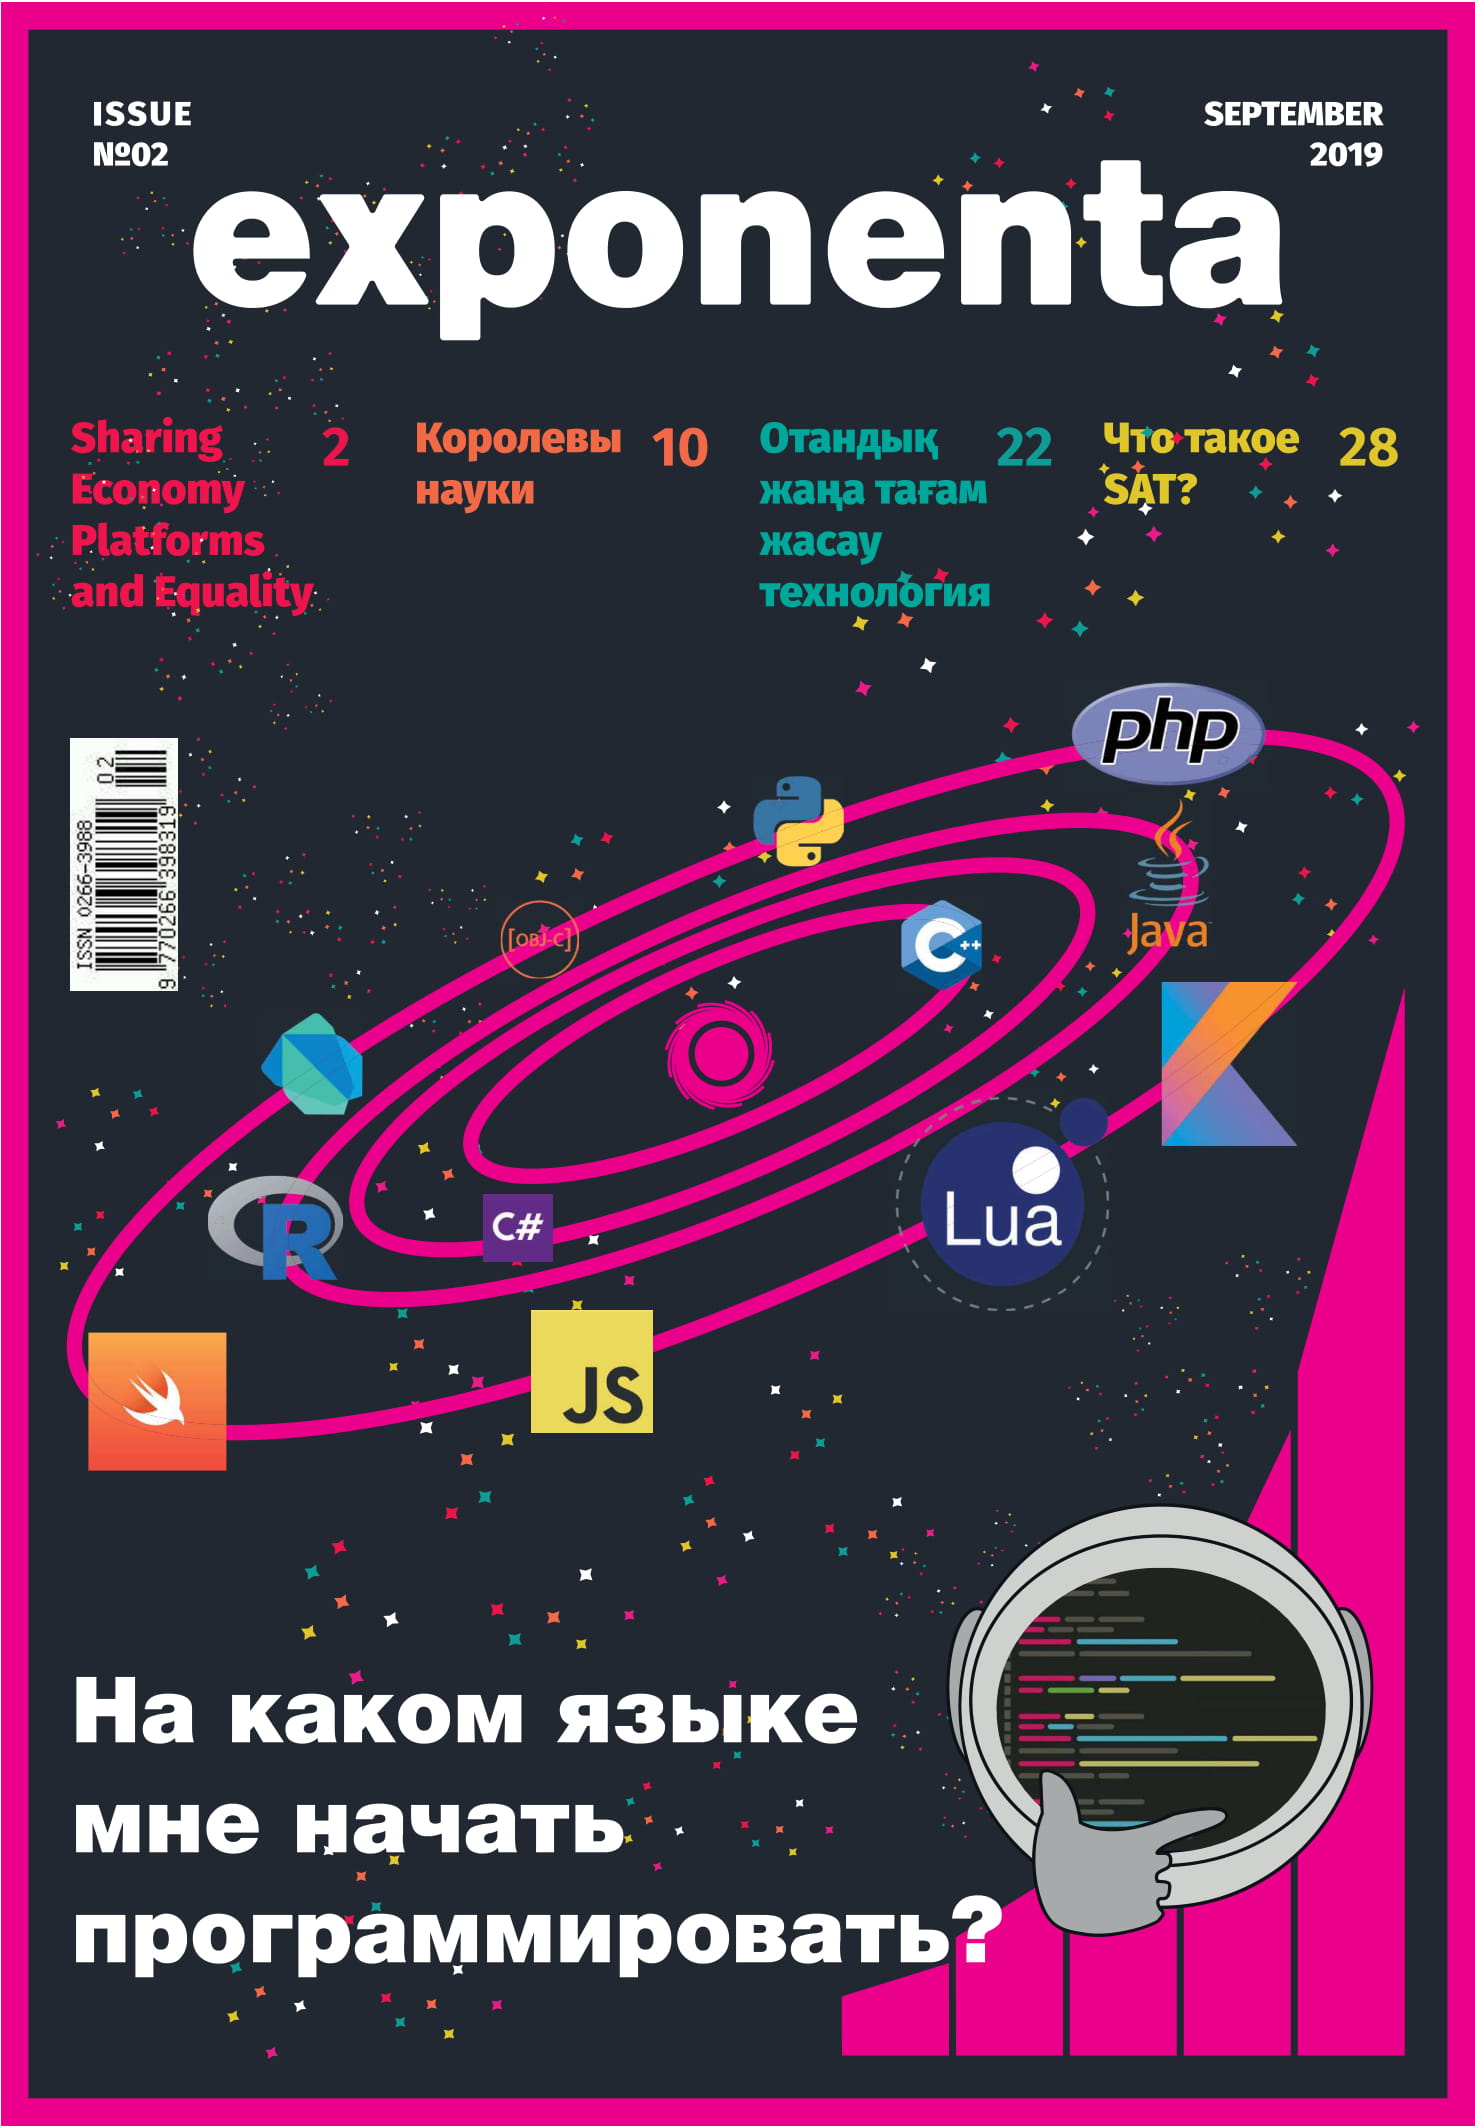 ISSUE
№02
SEPTEMBER
2019
exponenta
Sharing
Economy
Platforms
and Equality
2
Королевы
науки
10
Отандық
жаңа тағам
жасау
технология
22
Что такое
SAT?
28
php
ISSN 0266-3988
02
9 770266 398319
[OBJ-C]
C++
Java
R
C#
Lua
JS
На каком языке
мне начать
программировать?